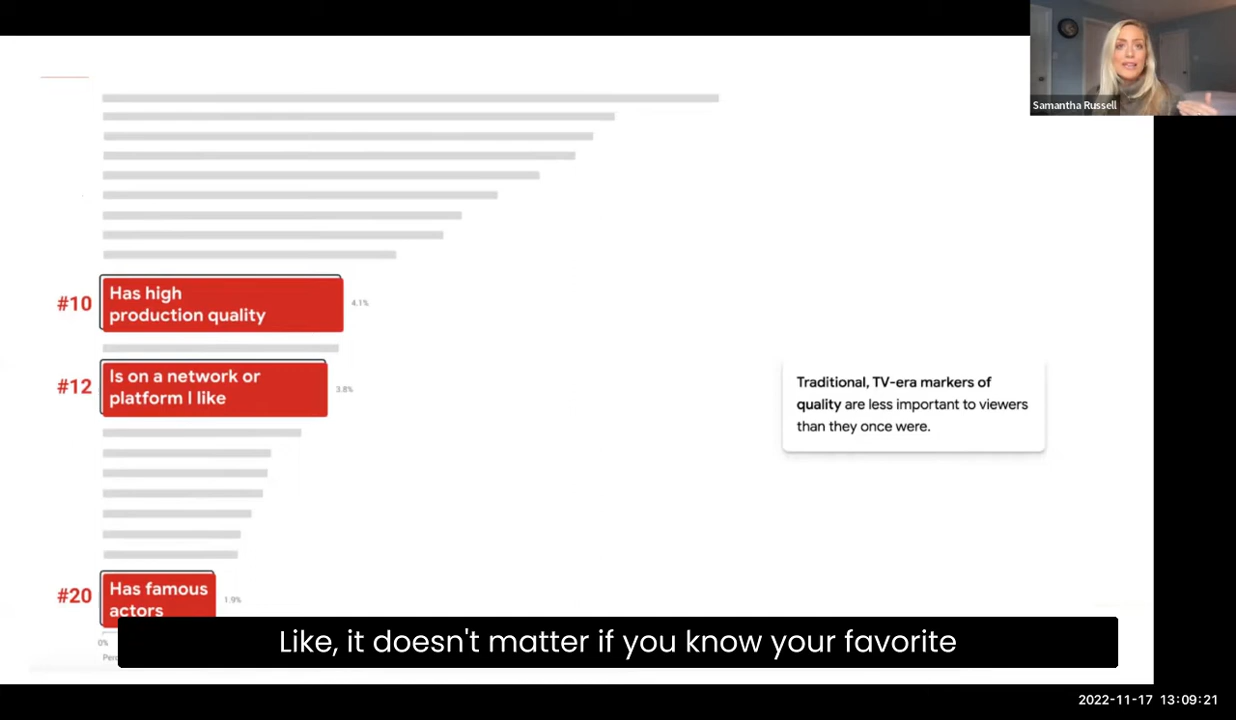 Samantha Russell
#10
Has high
production quality
4.1%
#12
Is on a network or
platform I like
3.8%
Traditional, TV-era markers of
quality are less important to viewers
than they once were.
#20
Has famous
actors
1.9%
0%
Like, it doesn't matter if you know your favorite
2022-11-17 13:09:21